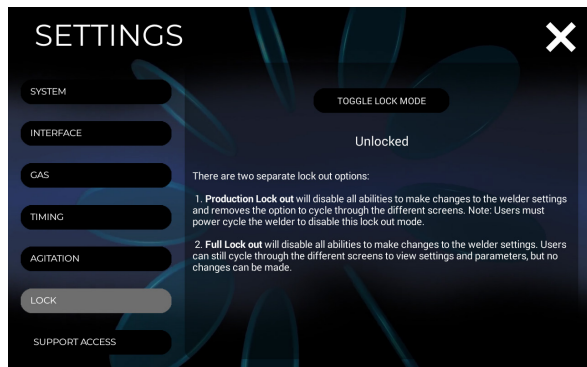 SETTINGS
SYSTEM
INTERFACE
GAS
TIMING
AGITATION
LOCK
SUPPORT ACCESS
TOGGLE LOCK MODE
Unlocked
There are two separate lock out options:
1. Production Lock out will disable all abilities to make changes to the welder settings
and removes the option to cycle through the different screens. Note: Users must
power cycle the welder to disable this lock out mode.
2. Full Lock out will disable all abilities to make changes to the welder settings. Users
can still cycle through the different screens to view settings and parameters, but no
changes can be made.